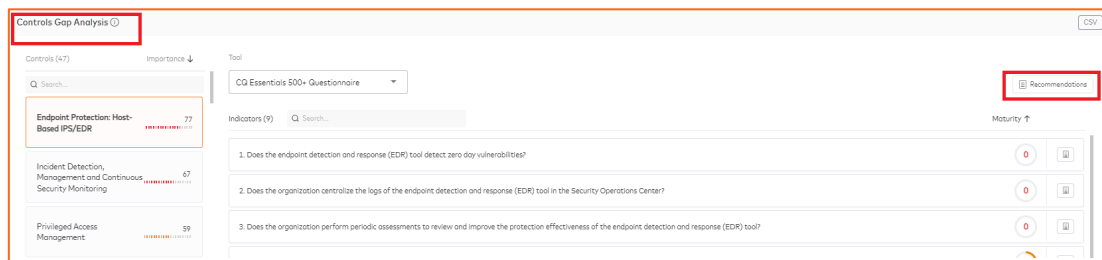 Controls Gap Analysis
CSV
Controls (47)
Importance ↓
Search...
Endpoint Protection: Host-
Based IPS/EDR
77
Incident Detection,
Management and Continuous
Security Monitoring
67
Privileged Access
Management
59
Tool
CQ Essentials 500+ Questionnaire
Recommendations
Indicators (9)
Search...
Maturity ↑
1. Does the endpoint detection and response (EDR) tool detect zero day vulnerabilities?
0
2. Does the organization centralize the logs of the endpoint detection and response (EDR) tool in the Security Operations Center?
0
3. Does the organization perform periodic assessments to review and improve the protection effectiveness of the endpoint detection and response (EDR) tool?
0